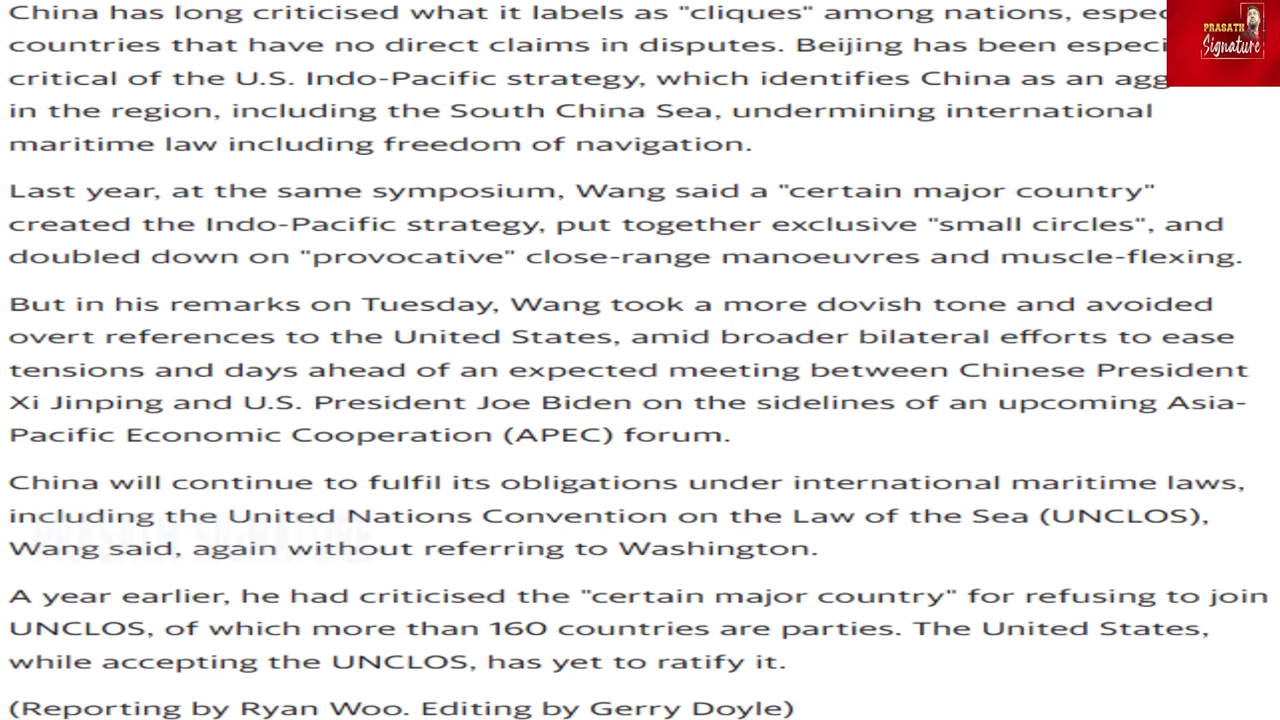 China has long criticised what it labels as "cliques" among nations,
countries that have no direct claims in disputes. Beijing has been
critical of the U.S. Indo-Pacific strategy, which identifies China as an
in the region, including the South China Sea, undermining international
maritime law including freedom of navigation.
Last year, at the same symposium, Wang said a "certain major country"
created the Indo-Pacific strategy, put together exclusive "small circles", and
doubled down on "provocative" close-range manoeuvres and muscle-flexing.
But in his remarks on Tuesday, Wang took a more dovish tone and avoided
overt references to the United States, amid broader bilateral efforts to ease
tensions and days ahead of an expected meeting between Chinese President
Xi Jinping and U.S. President Joe Biden on the sidelines of an upcoming Asia-
Pacific Economic Cooperation (APEC) forum.
China will continue to fulfil its obligations under international maritime laws,
including the United Nations Convention on the Law of the Sea (UNCLOS),
Wang said, again without referring to Washington.
A year earlier, he had criticised the "certain major country" for refusing to join
UNCLOS, of which more than 160 countries are parties. The United States,
while accepting the UNCLOS, has yet to ratify it.
(Reporting by Ryan Woo. Editing by Gerry Doyle)
PRASATH
Signature
PRASATH SIGNATURE